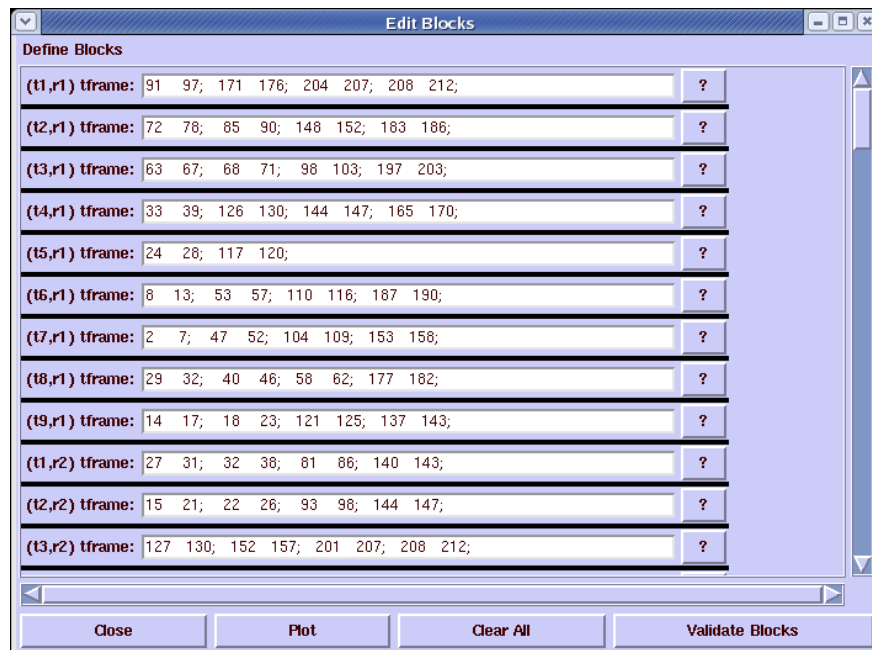 Edit Blocks
Define Blocks
(t1,r1) tframe: 91 97; 171 176; 204 207; 208 212; ?
(t2,r1) tframe: 72 78; 85 90; 148 152; 183 186; ?
(t3,r1) tframe: 63 67; 68 71; 98 103; 197 203; ?
(t4,r1) tframe: 33 39; 126 130; 144 147; 165 170; ?
(t5,r1) tframe: 24 28; 117 120; ?
(t6,r1) tframe: 8 13; 53 57; 110 116; 187 190; ?
(t7,r1) tframe: 2 7; 47 52; 104 109; 153 158; ?
(t8,r1) tframe: 29 32; 40 46; 58 62; 177 182; ?
(t9,r1) tframe: 14 17; 18 23; 121 125; 137 143; ?
(t1,r2) tframe: 27 31; 32 38; 81 86; 140 143; ?
(t2,r2) tframe: 15 21; 22 26; 93 98; 144 147; ?
(t3,r2) tframe: 127 130; 152 157; 201 207; 208 212; ?
Close Plot Clear All Validate Blocks